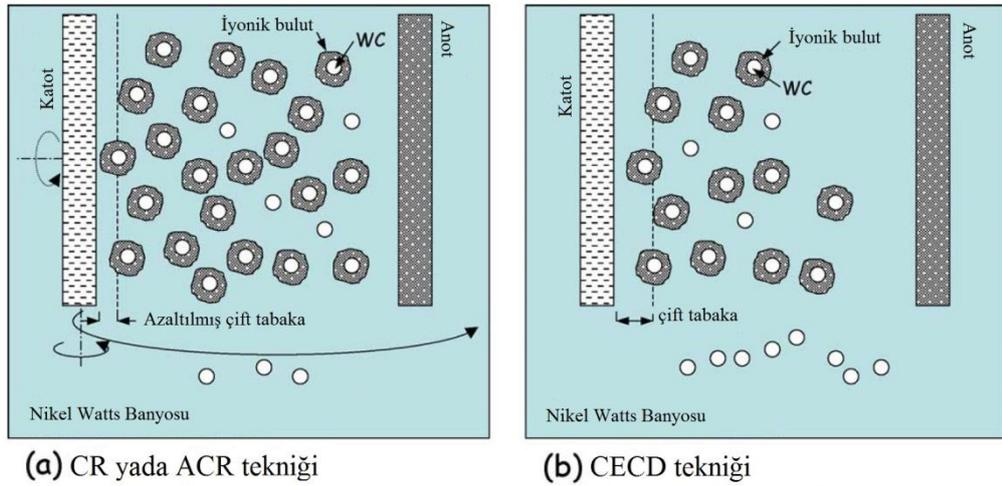 İyonik bulut
WC
Katot
Anot
Azaltılmış çift tabaka
Nikel Watts Banyosu
(a) CR yada ACR tekniği
İyonik bulut
WC
Katot
Anot
çift tabaka
Nikel Watts Banyosu
(b) CECD tekniği